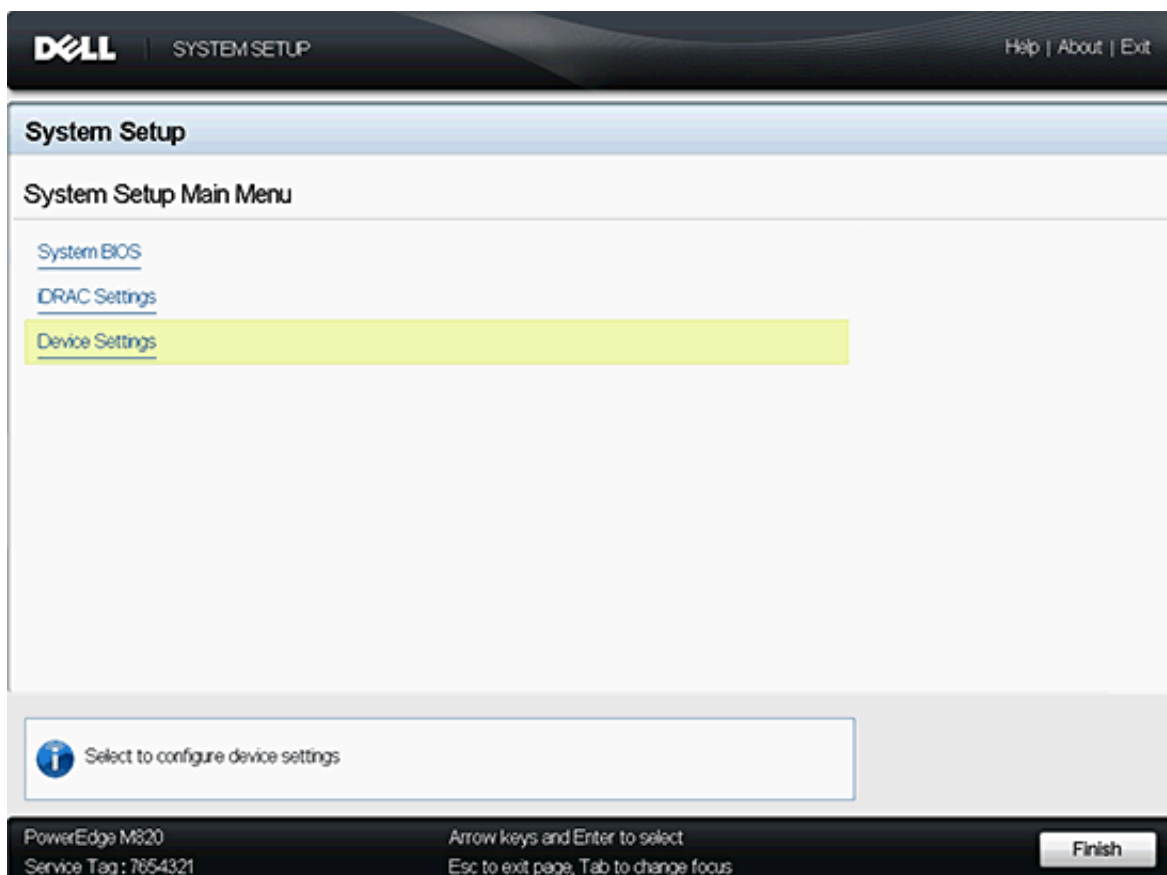 DELL
SYSTEM SETUP
Help | About | Exit
System Setup
System Setup Main Menu
System BIOS
iDRAC Settings
Device Settings
Select to configure device settings
PowerEdge M820
Arrow keys and Enter to select
Finish
Service Tag : 7654321
Esc to exit page, Tab to change focus